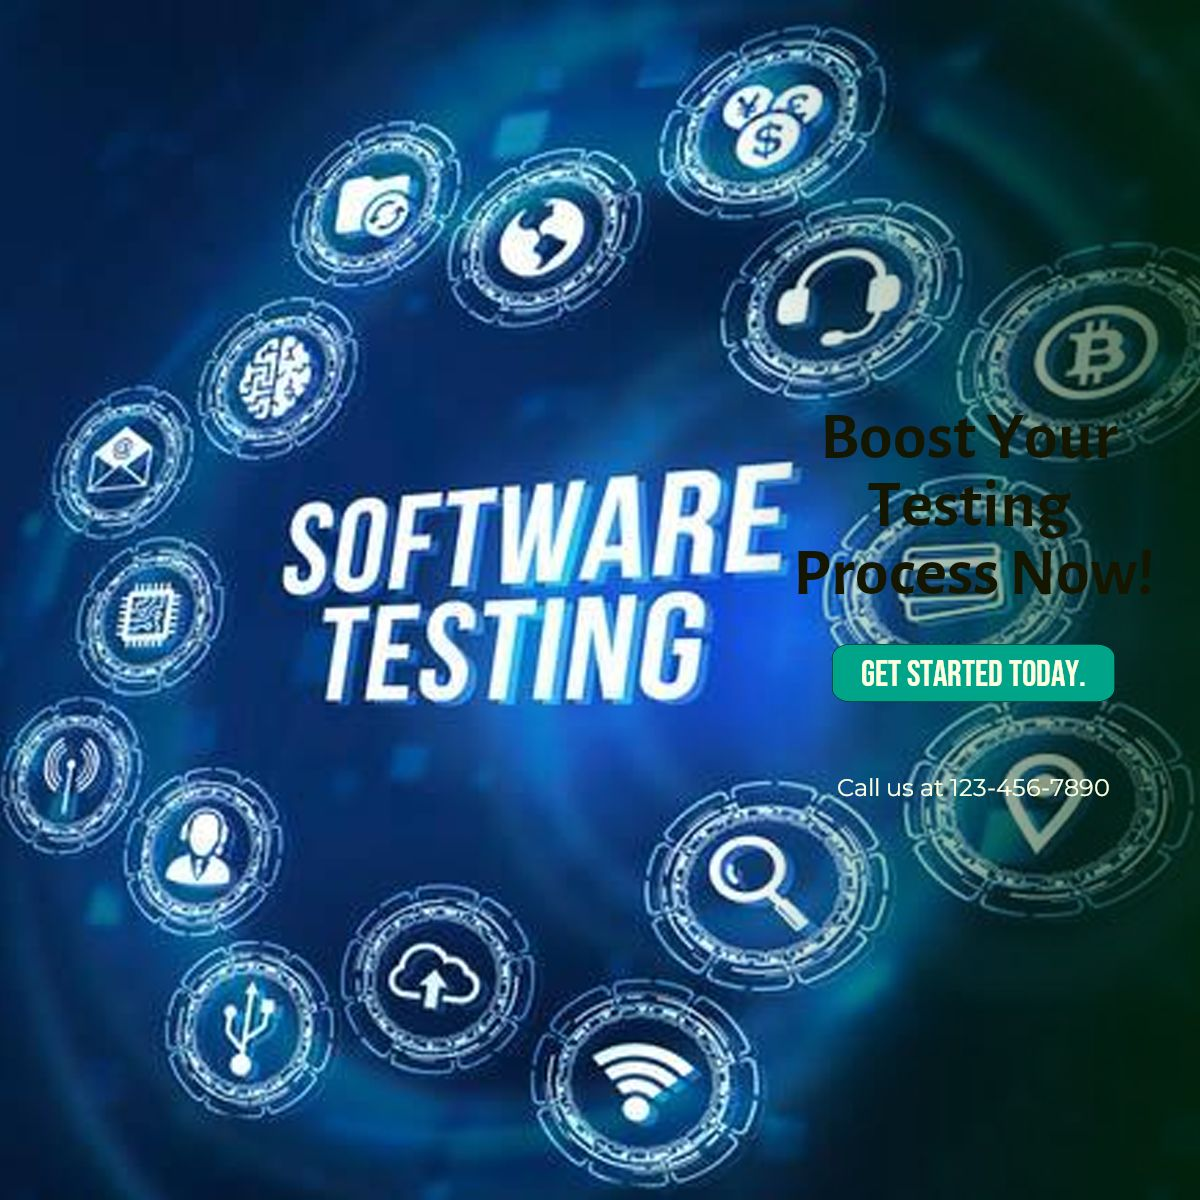 SOFTWARE
TESTING
Boost Your
Testing
Process Now!
GET STARTED TODAY.
Call us at 123-456-7890